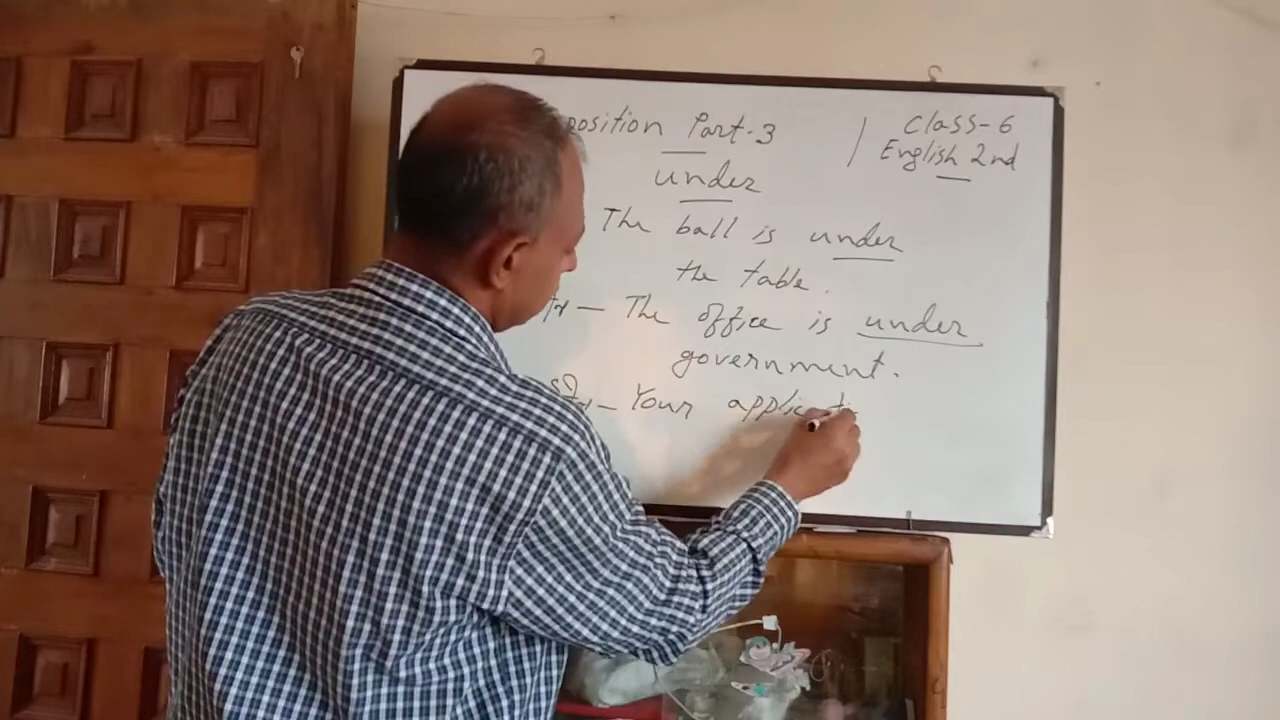 position Part-3
Class-6
English 2nd
under
The ball is under
the table.
— The office is under
government.
— Your applicati